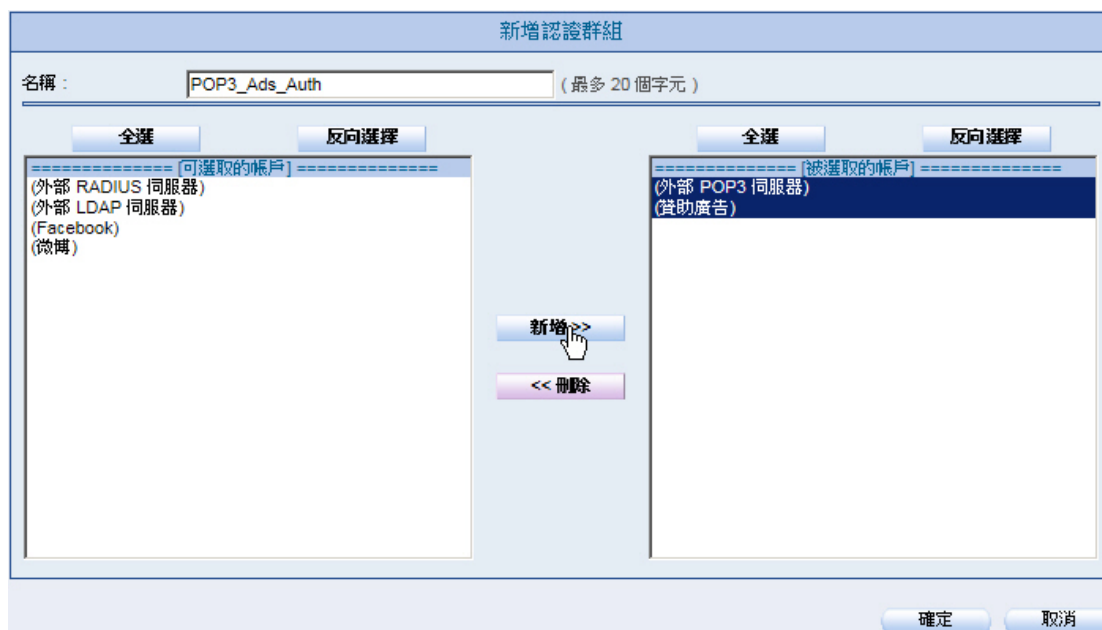 新增認證群組
名稱： POP3_Ads_Auth （最多 20 個字元）
全選 反向選擇 全選 反向選擇
============== [可選取的帳戶] ==============
(外部 RADIUS 伺服器)
(外部 LDAP 伺服器)
(Facebook)
(微博)
============== [被選取的帳戶] ==============
(外部 POP3 伺服器)
(贊助廣告)
新增 >>
<< 刪除
確定 取消